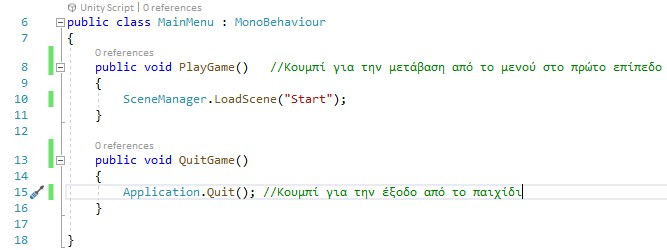 Unity Script | 0 references
6 public class MainMenu : MonoBehaviour
7 {
0 references
8 public void PlayGame() //Κουμπί για την μετάβαση από το μενού στο πρώτο επίπεδο
9 {
10 SceneManager.LoadScene("Start");
11 }
12
0 references
13 public void QuitGame()
14 {
15 Application.Quit(); //Κουμπί για την έξοδο από το παιχίδι
16 }
17
18 }